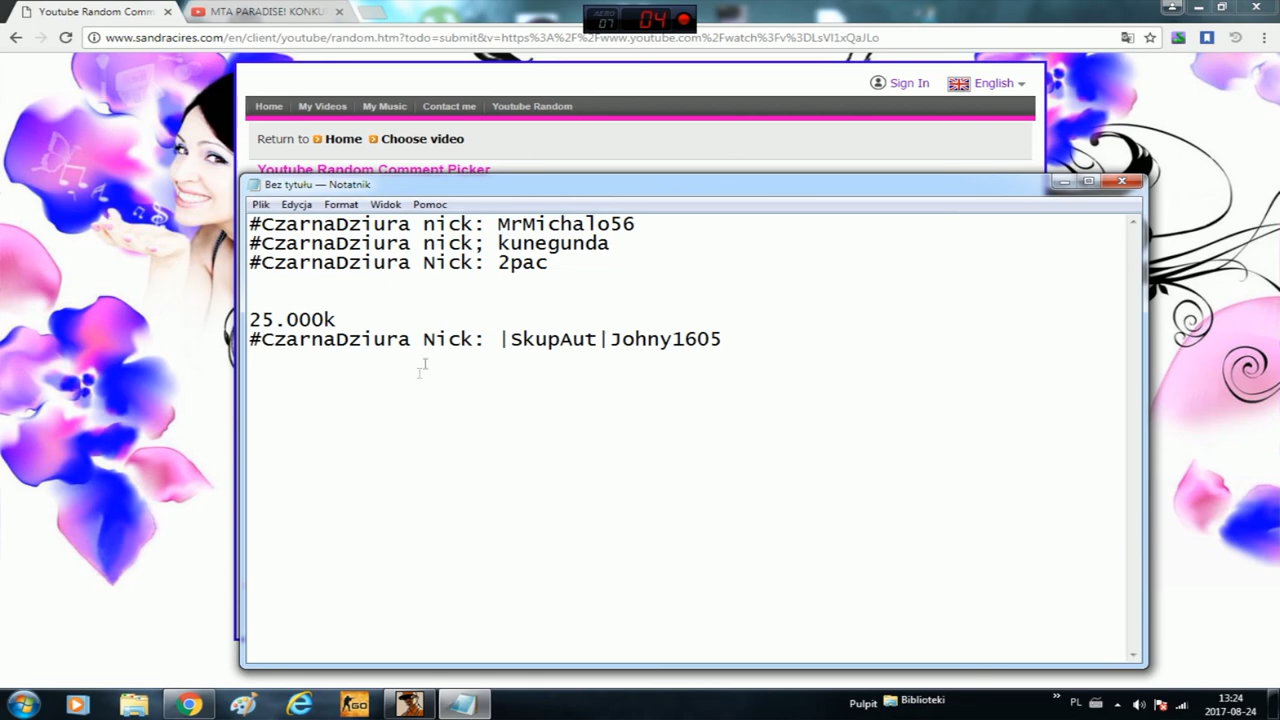 Youtube Random Comm
MTA PARADISE! KONKU
AERO
07
04
www.sandracires.com/en/client/youtube/random.htm?todo=submit&v=https%3A%2F%2Fwww.youtube.com%2Fwatch%3Fv%3DLsVI1xQaJLo
Sign In
English
Home
My Videos
My Music
Contact me
Youtube Random
Return to
Home
Choose video
Youtube Random Comment Picker
Bez tytułu — Notatnik
Plik
Edycja
Format
Widok
Pomoc
#CzarnaDziura nick: MrMichalo56
#CzarnaDziura nick; kunegunda
#CzarnaDziura Nick: 2pac
25.000k
#CzarnaDziura Nick: |SkupAut|Johny1605
GO
Pulpit
Biblioteki
PL
13:24
2017-08-24